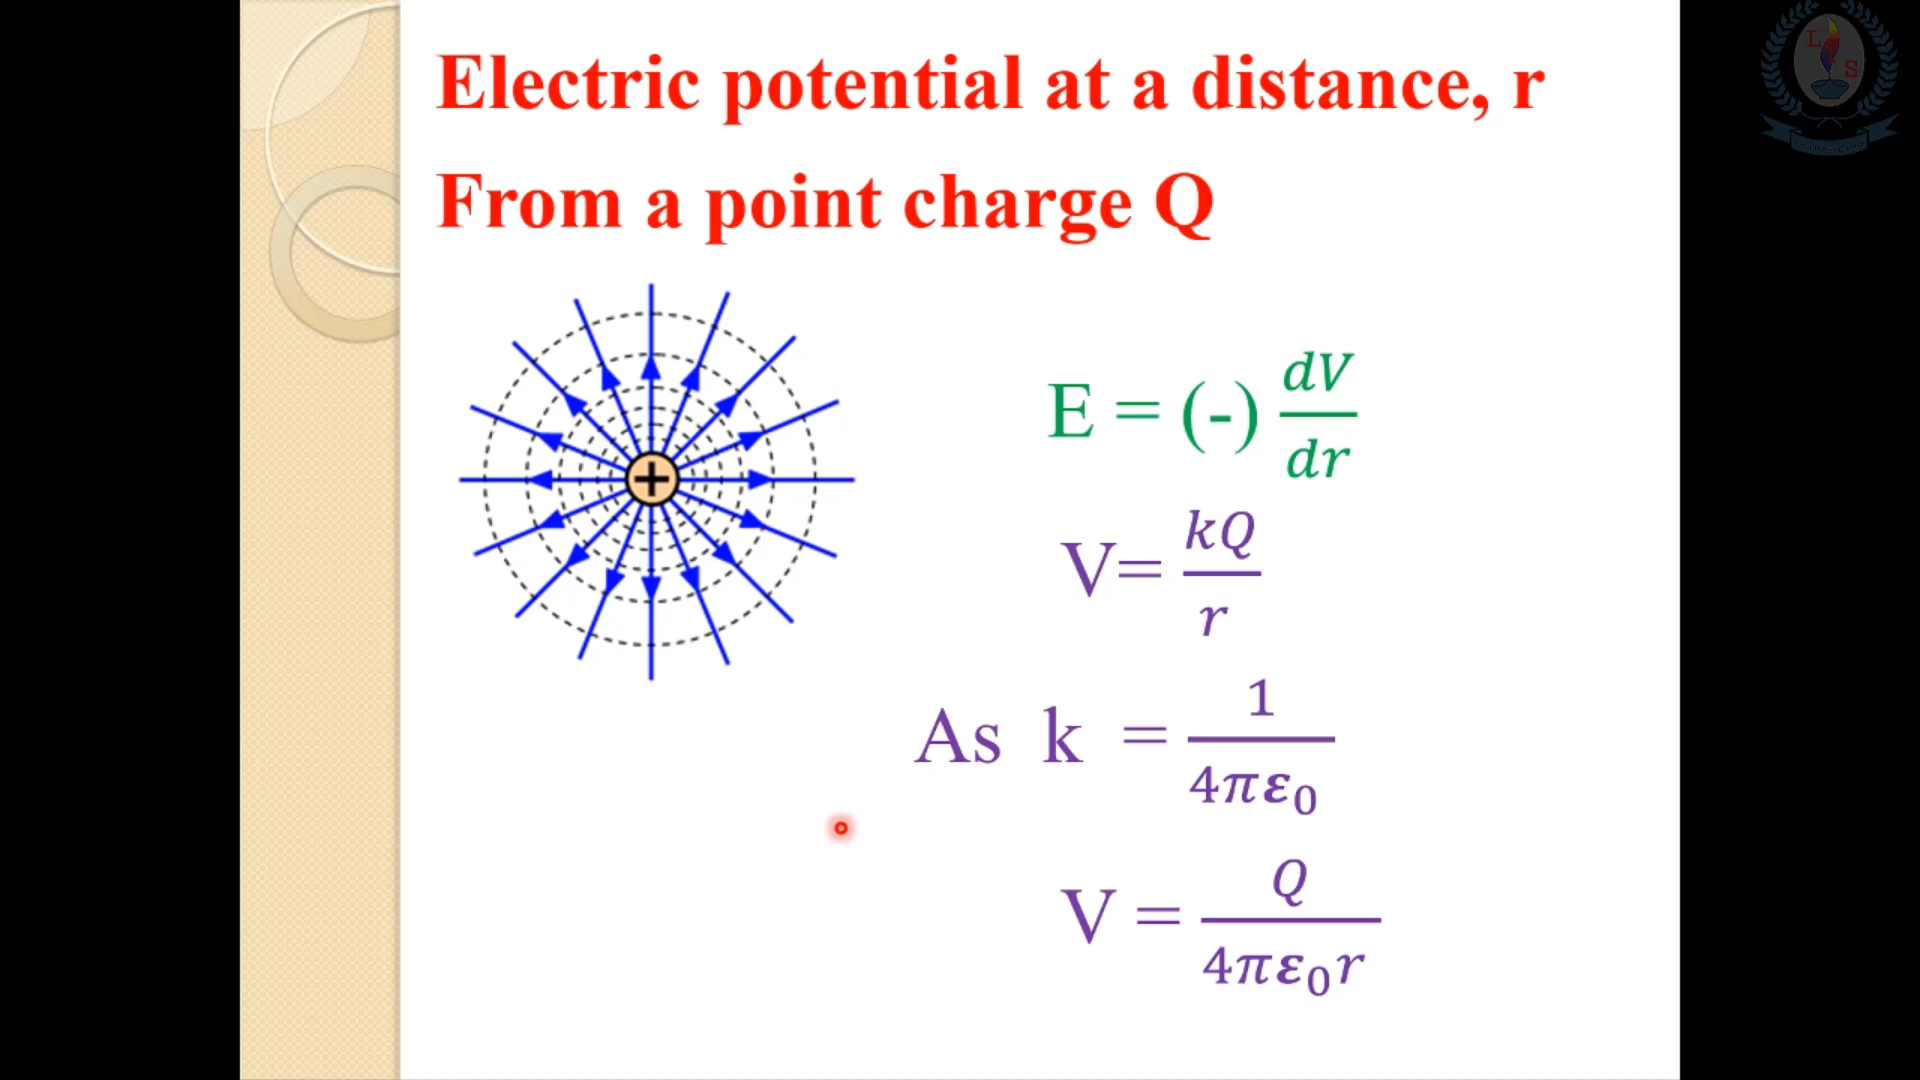 Electric potential at a distance, r
From a point charge Q
+
E = (-) dV/dr
V= kQ/r
As k = 1/4πε₀
V = Q/4πε₀r
L
S